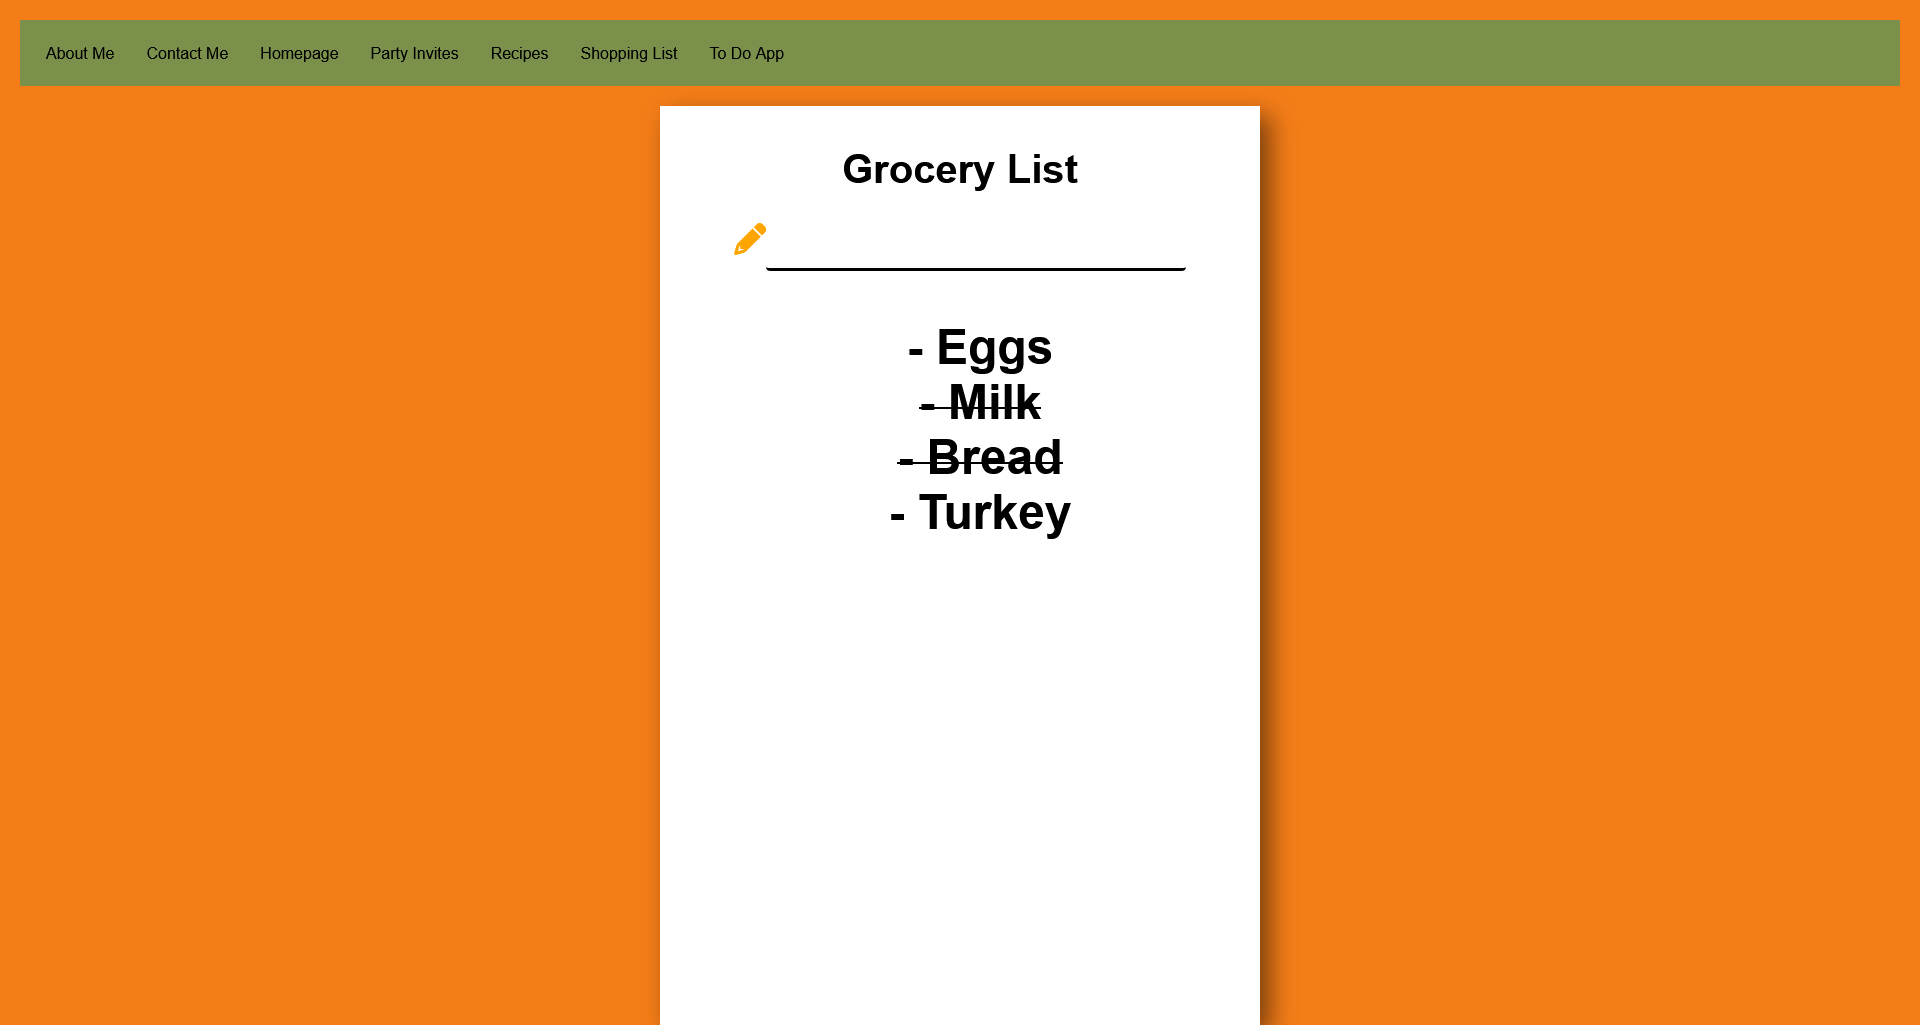 About Me Contact Me Homepage Party Invites Recipes Shopping List To Do App
Grocery List
- Eggs
- Milk
- Bread
- Turkey